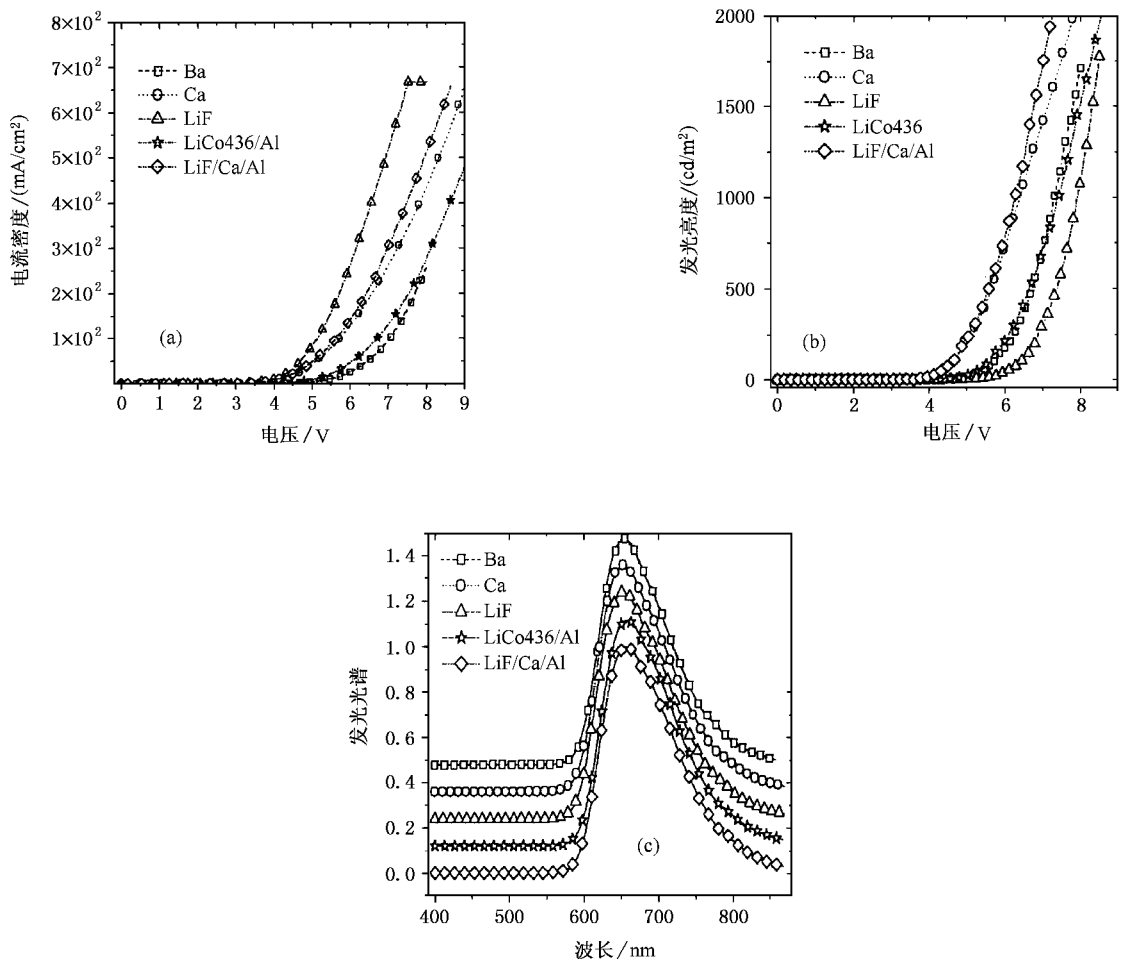 8×10²
7×10²
6×10²
5×10²
4×10²
3×10²
2×10²
1×10²
电流密度/(mA/cm²)
Ba
Ca
LiF
LiCo436/Al
LiF/Ca/Al
(a)
0 1 2 3 4 5 6 7 8 9
电压/V
2000
1500
1000
500
0
发光亮度/(cd/m²)
Ba
Ca
LiF
LiCo436
LiF/Ca/Al
(b)
0 2 4 6 8
电压/V
1.4
1.2
1.0
0.8
0.6
0.4
0.2
0.0
发光光谱
Ba
Ca
LiF
LiCo436/Al
LiF/Ca/Al
(c)
400 500 600 700 800
波长/nm